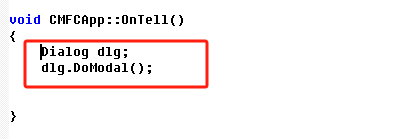 void CMFCApp::OnTell()
{
Dialog dlg;
dlg.DoModal();
}